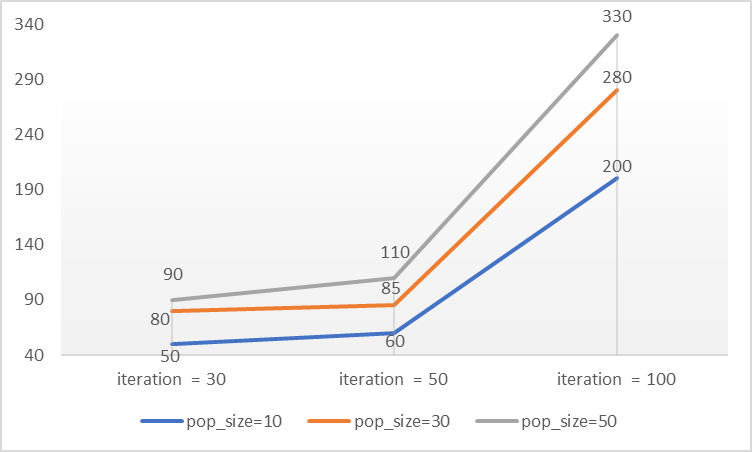 340
330
290
280
240
200
190
140
110
90
90
85
80
60
50
40
iteration = 30
iteration = 50
iteration = 100
pop_size=10
pop_size=30
pop_size=50